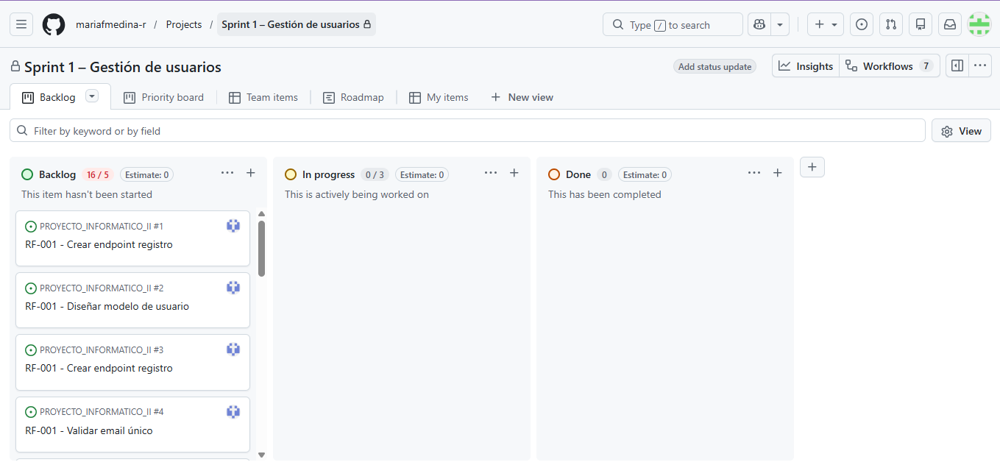 mariafmedina-r / Projects / Sprint 1 – Gestión de usuarios
Type / to search
Sprint 1 – Gestión de usuarios
Add status update
Insights
Workflows 7
Backlog
Priority board
Team items
Roadmap
My items
New view
Filter by keyword or by field
View
Backlog 16 / 5 Estimate: 0
This item hasn't been started
PROYECTO_INFORMATICO_II #1
RF-001 - Crear endpoint registro
PROYECTO_INFORMATICO_II #2
RF-001 - Diseñar modelo de usuario
PROYECTO_INFORMATICO_II #3
RF-001 - Crear endpoint registro
PROYECTO_INFORMATICO_II #4
RF-001 - Validar email único
In progress 0 / 3 Estimate: 0
This is actively being worked on
Done 0 Estimate: 0
This has been completed